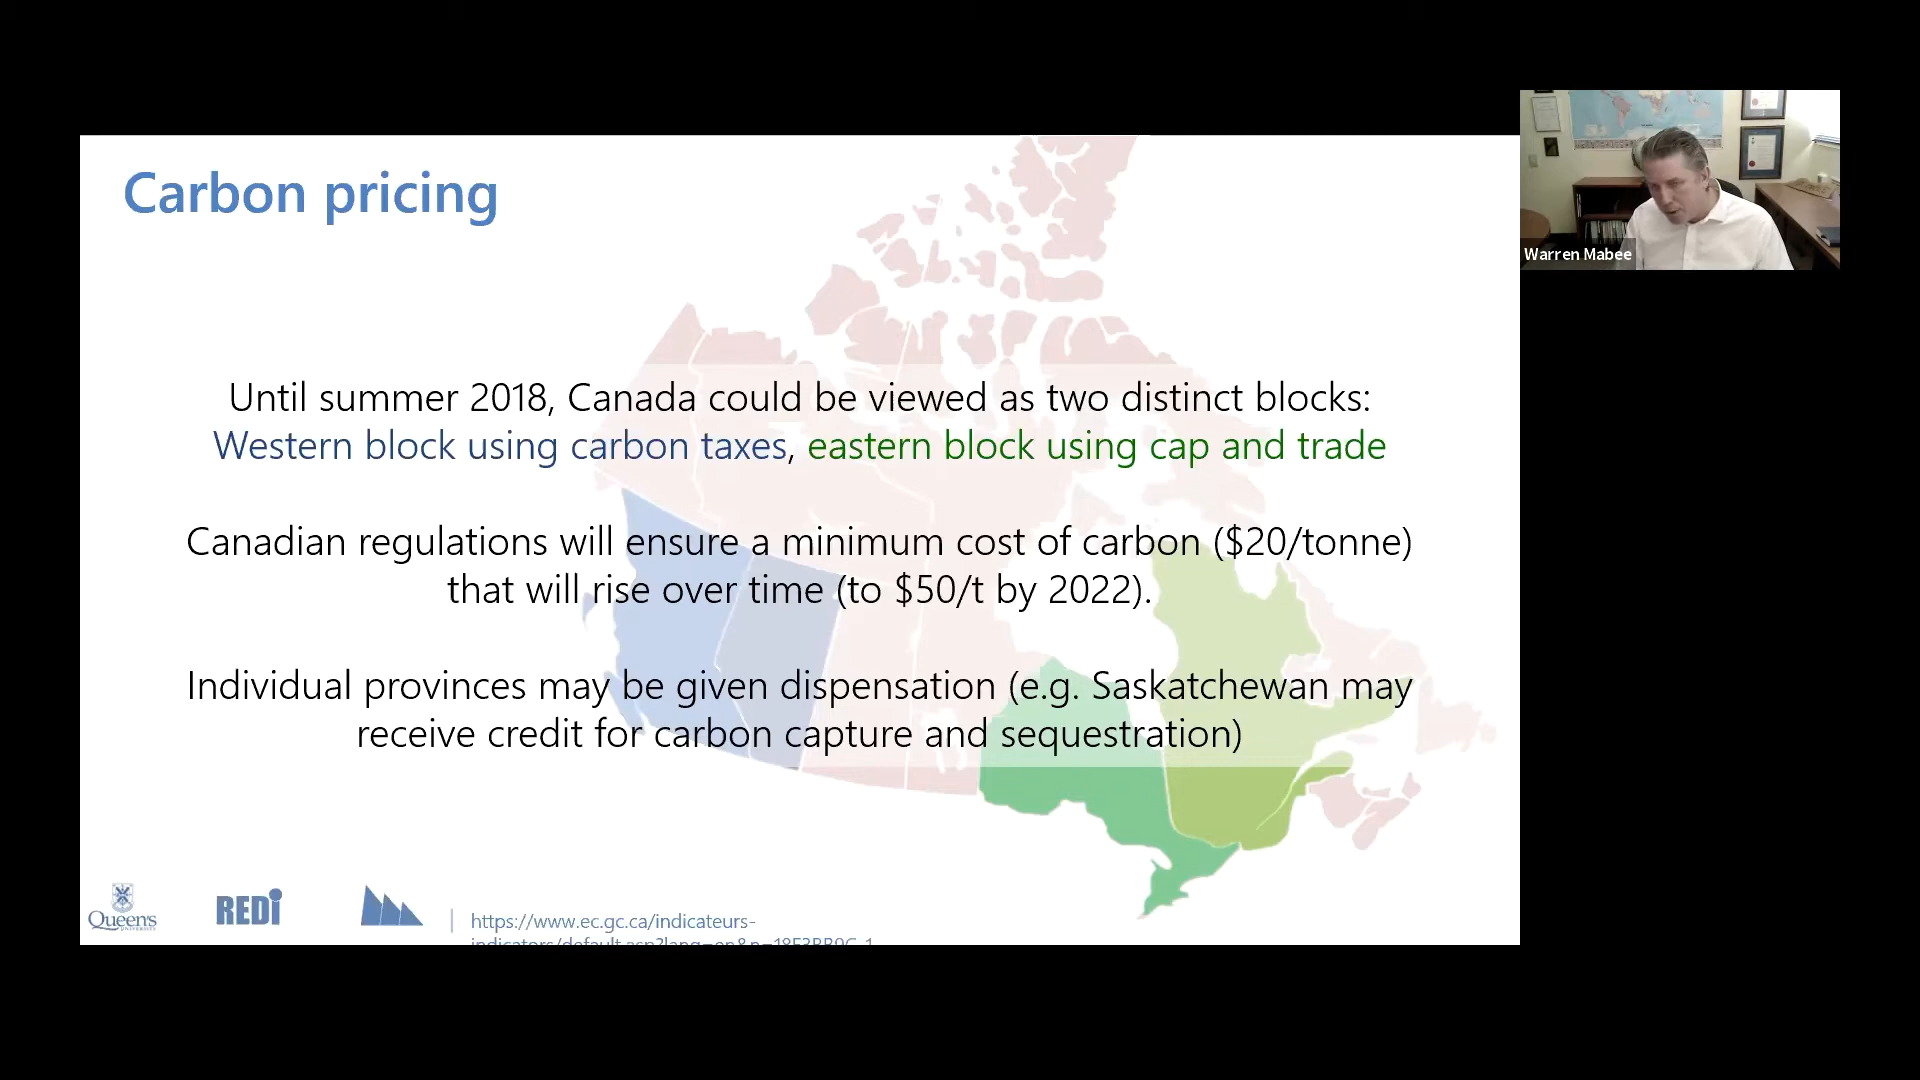 Carbon pricing
Until summer 2018, Canada could be viewed as two distinct blocks:
Western block using carbon taxes, eastern block using cap and trade
Canadian regulations will ensure a minimum cost of carbon ($20/tonne)
that will rise over time (to $50/t by 2022).
Individual provinces may be given dispensation (e.g. Saskatchewan may
receive credit for carbon capture and sequestration)
Queen's
UNIVERSITY
REDi
https://www.ec.gc.ca/indicateurs-
Warren Mabee